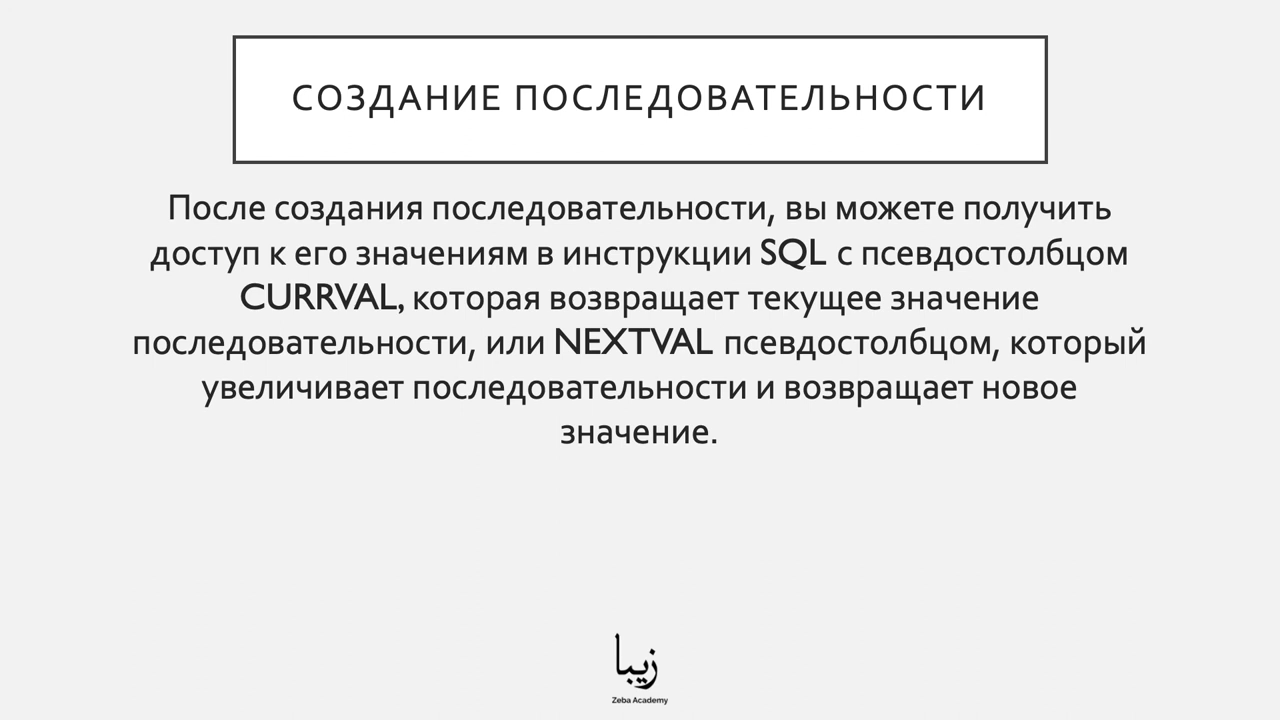 СОЗДАНИЕ ПОСЛЕДОВАТЕЛЬНОСТИ
После создания последовательности, вы можете получить
доступ к его значениям в инструкции SQL с псевдостолбцом
CURRVAL, которая возвращает текущее значение
последовательности, или NEXTVAL псевдостолбцом, который
увеличивает последовательности и возвращает новое
значение.
زیبا
Zeba Academy